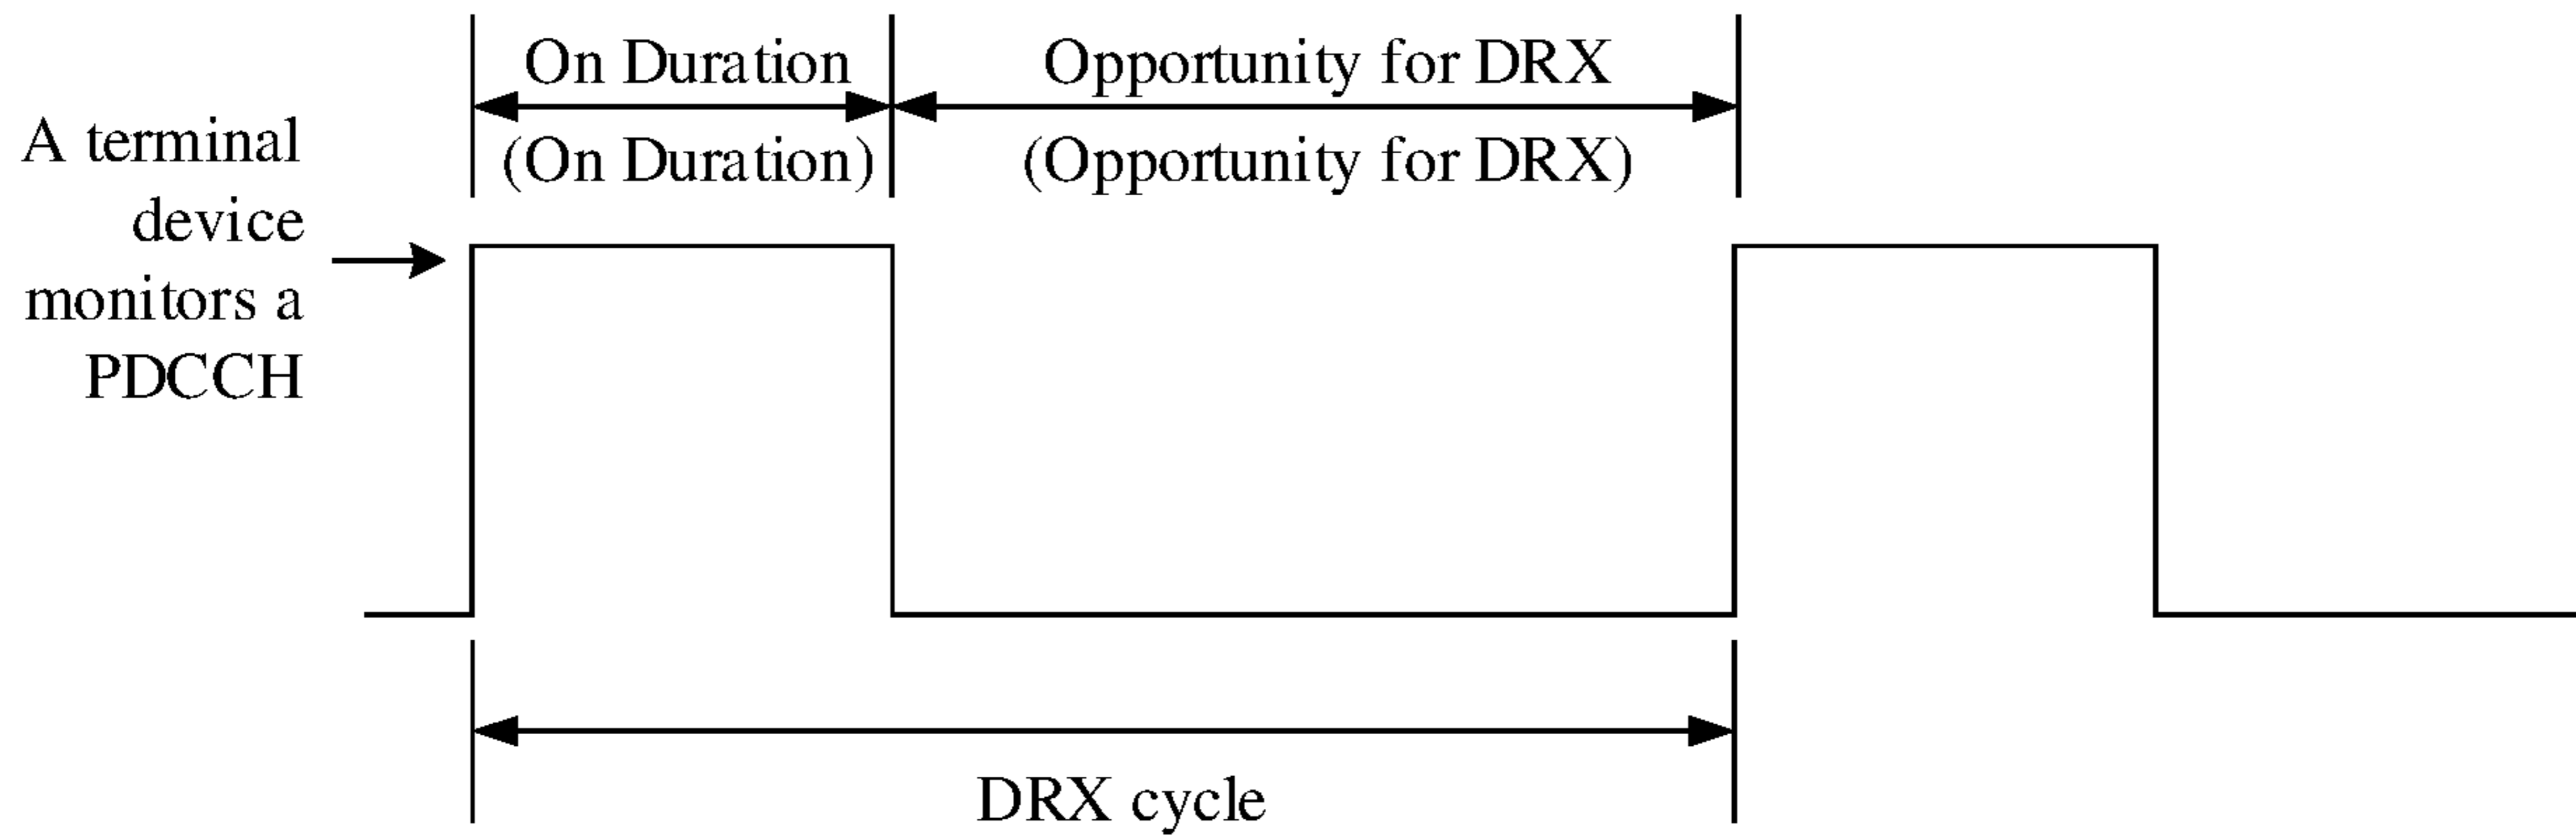 On Duration
(On Duration)
Opportunity for DRX
(Opportunity for DRX)
A terminal
device
monitors a
PDCCH
DRX cycle